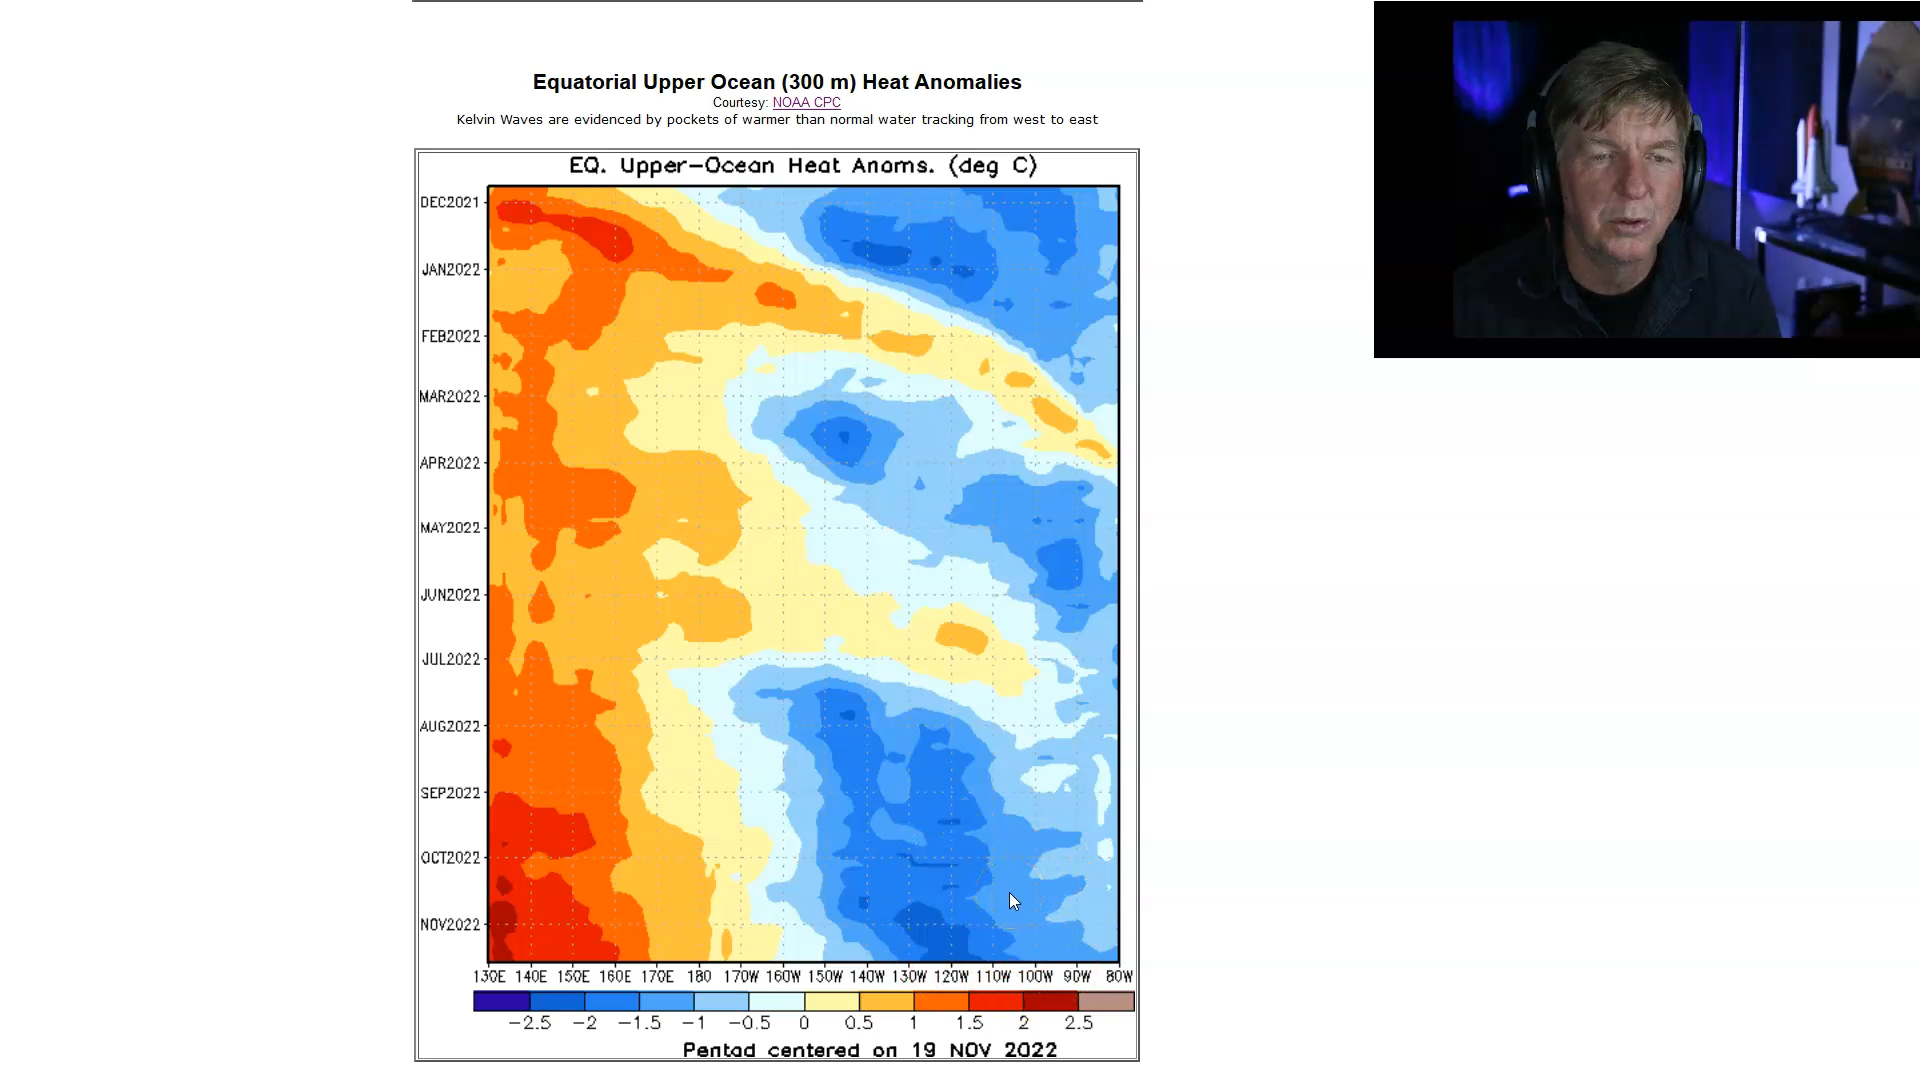 Equatorial Upper Ocean (300 m) Heat Anomalies
Courtesy: NOAA CPC
Kelvin Waves are evidenced by pockets of warmer than normal water tracking from west to east
EQ. Upper-Ocean Heat Anoms. (deg C)
DEC2021
JAN2022
FEB2022
MAR2022
APR2022
MAY2022
JUN2022
JUL2022
AUG2022
SEP2022
OCT2022
NOV2022
130E 140E 150E 160E 170E 180 170W 160W 150W 140W 130W 120W 110W 100W 90W 80W
-2.5 -2 -1.5 -1 -0.5 0 0.5 1 1.5 2 2.5
Pentad centered on 19 NOV 2022